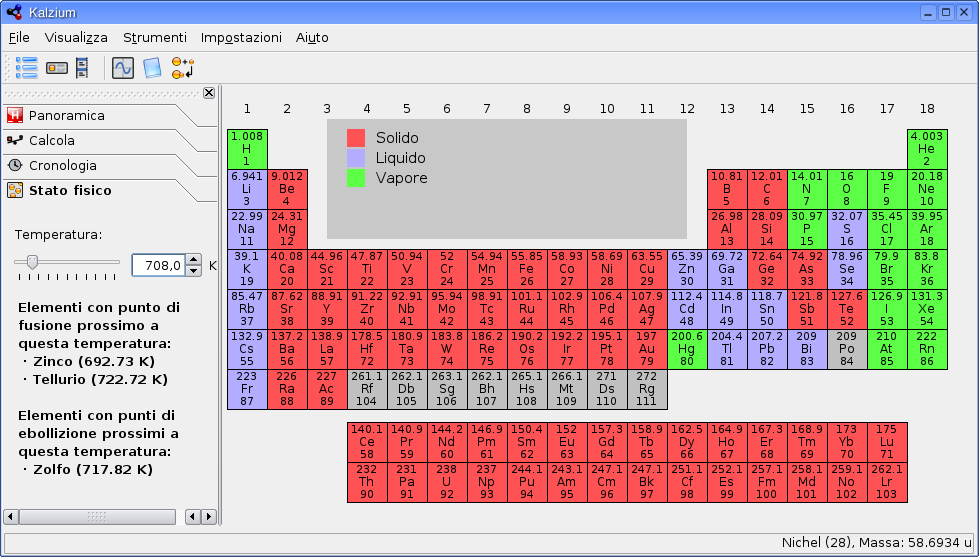 Kalzium
File Visualizza Strumenti Impostazioni Aiuto
Panoramica
Calcola
Cronologia
Stato fisico
Temperatura:
708,0 K
Elementi con punto di
fusione prossimo a
questa temperatura:
· Zinco (692.73 K)
· Tellurio (722.72 K)
Elementi con punti di
ebollizione prossimi a
questa temperatura:
· Zolfo (717.82 K)
1 2 3 4 5 6 7 8 9 10 11 12 13 14 15 16 17 18
Solido
Liquido
Vapore
1.008 4.003
H He
1 2
6.941 9.012 10.81 12.01 14.01 16 19 20.18
Li Be B C N O F Ne
3 4 5 6 7 8 9 10
22.99 24.31 26.98 28.09 30.97 32.07 35.45 39.95
Na Mg Al Si P S Cl Ar
11 12 13 14 15 16 17 18
39.1 40.08 44.96 47.87 50.94 52 54.94 55.85 58.93 58.69 63.55 65.39 69.72 72.64 74.92 78.96 79.9 83.8
K Ca Sc Ti V Cr Mn Fe Co Ni Cu Zn Ga Ge As Se Br Kr
19 20 21 22 23 24 25 26 27 28 29 30 31 32 33 34 35 36
85.47 87.62 88.91 91.22 92.91 95.94 98.91 101.1 102.9 106.4 107.9 112.4 114.8 118.7 121.8 127.6 126.9 131.3
Rb Sr Y Zr Nb Mo Tc Ru Rh Pd Ag Cd In Sn Sb Te I Xe
37 38 39 40 41 42 43 44 45 46 47 48 49 50 51 52 53 54
132.9 137.2 138.9 178.5 180.9 183.8 186.2 190.2 192.2 195.1 197 200.6 204.4 207.2 209 209 210 222
Cs Ba La Hf Ta W Re Os Ir Pt Au Hg Tl Pb Bi Po At Rn
55 56 57 72 73 74 75 76 77 78 79 80 81 82 83 84 85 86
223 226 227 261.1 262.1 263.1 262.1 265.1 266.1 271 272
Fr Ra Ac Rf Db Sg Bh Hs Mt Ds Rg
87 88 89 104 105 106 107 108 109 110 111
140.1 140.9 144.2 146.9 150.4 152 157.3 158.9 162.5 164.9 167.3 168.9 173 175
Ce Pr Nd Pm Sm Eu Gd Tb Dy Ho Er Tm Yb Lu
58 59 60 61 62 63 64 65 66 67 68 69 70 71
232 231 238 237 244.1 243.1 247.1 247.1 251.1 252.1 257.1 258.1 259.1 262.1
Th Pa U Np Pu Am Cm Bk Cf Es Fm Md No Lr
90 91 92 93 94 95 96 97 98 99 100 101 102 103
Nichel (28), Massa: 58.6934 u